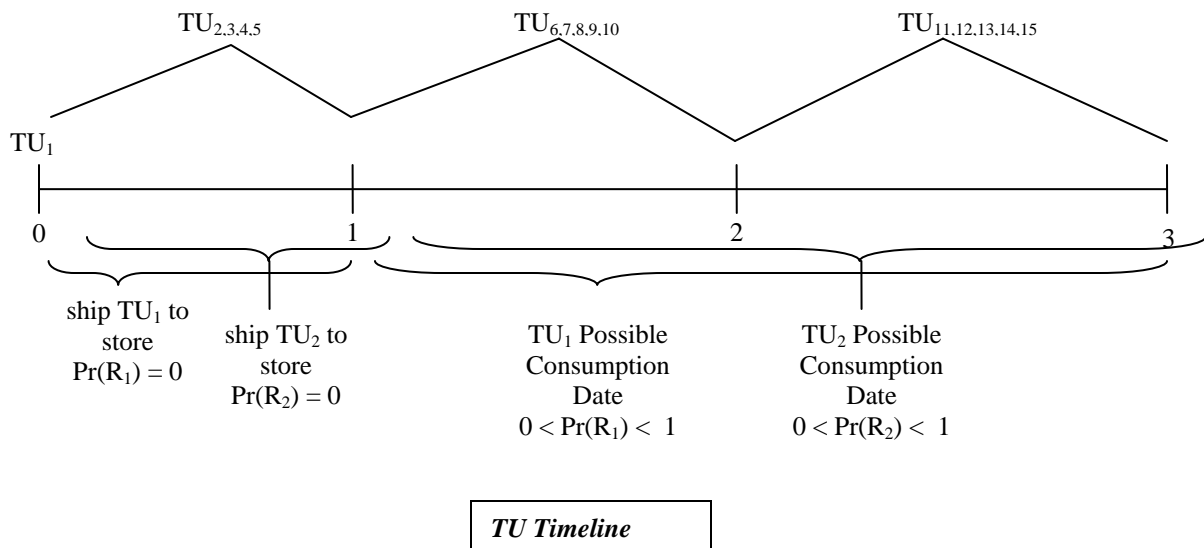 TU2,3,4,5
TU6,7,8,9,10
TU11,12,13,14,15
TU1
0
1
2
3
ship TU1 to
store
Pr(R1) = 0
ship TU2 to
store
Pr(R2) = 0
TU1 Possible
Consumption
Date
0 < Pr(R1) < 1
TU2 Possible
Consumption
Date
0 < Pr(R2) < 1
TU Timeline